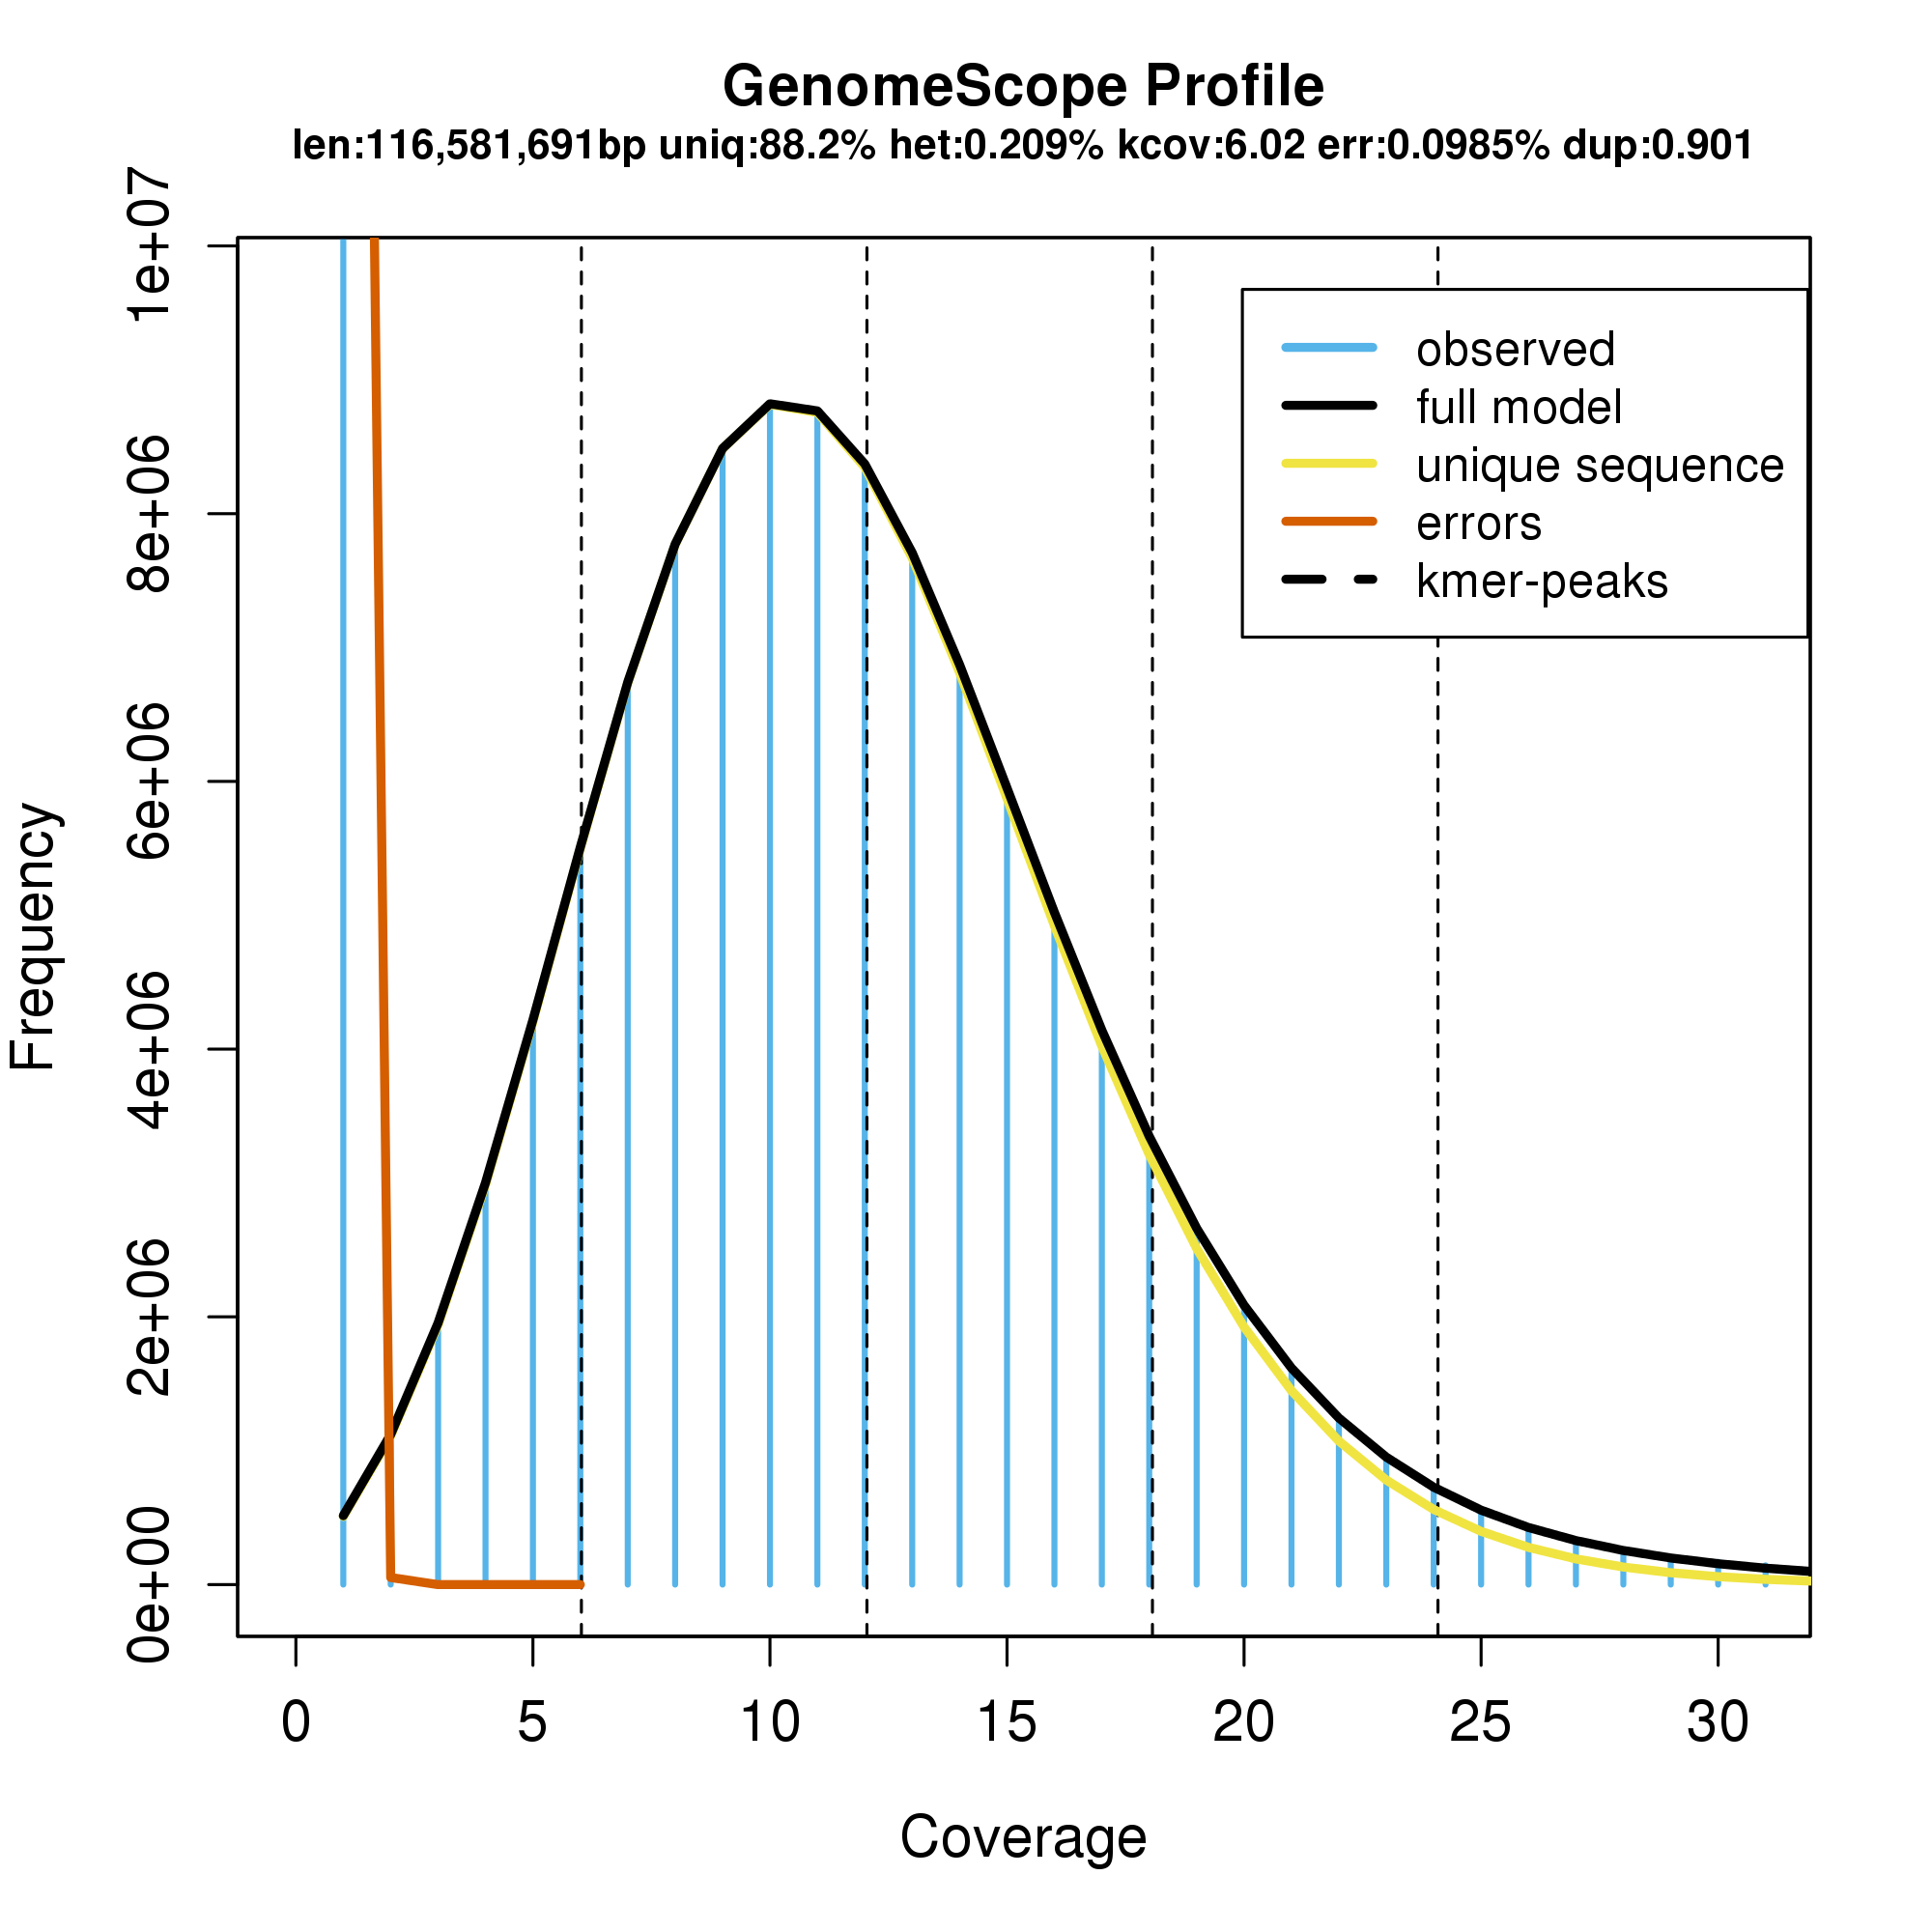 GenomeScope Profile
len:116,581,691bp uniq:88.2% het:0.209% kcov:6.02 err:0.0985% dup:0.901
Frequency
1e+07
8e+06
6e+06
4e+06
2e+06
0e+00
observed
full model
unique sequence
errors
kmer-peaks
0 5 10 15 20 25 30
Coverage